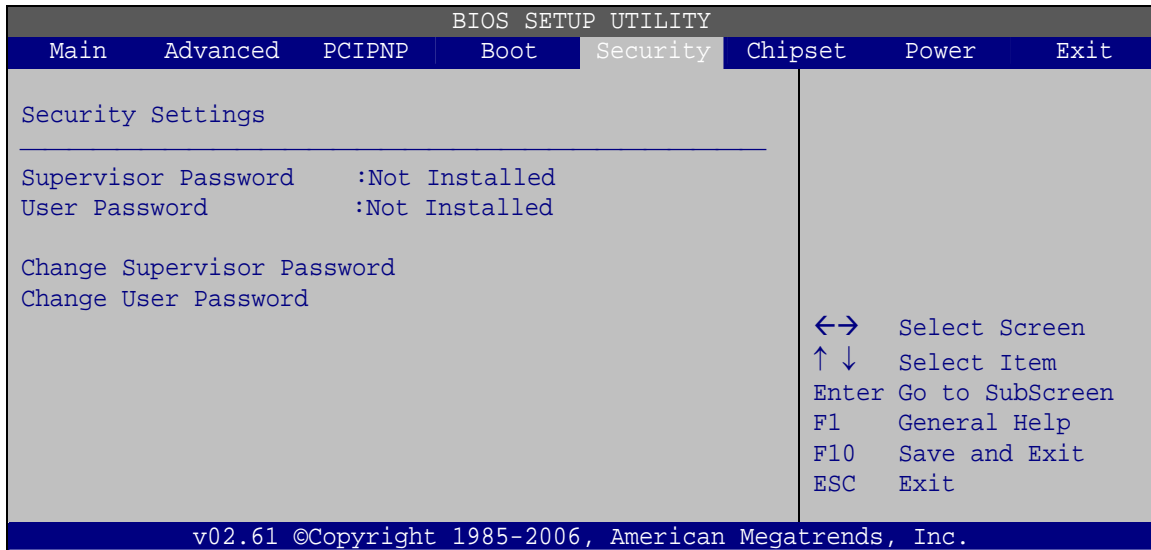 BIOS SETUP UTILITY
Main Advanced PCIPNP Boot Security Chipset Power Exit
Security Settings
Supervisor Password :Not Installed
User Password :Not Installed
Change Supervisor Password
Change User Password
←→ Select Screen
↑ ↓ Select Item
Enter Go to SubScreen
F1 General Help
F10 Save and Exit
ESC Exit
v02.61 ©Copyright 1985-2006, American Megatrends, Inc.